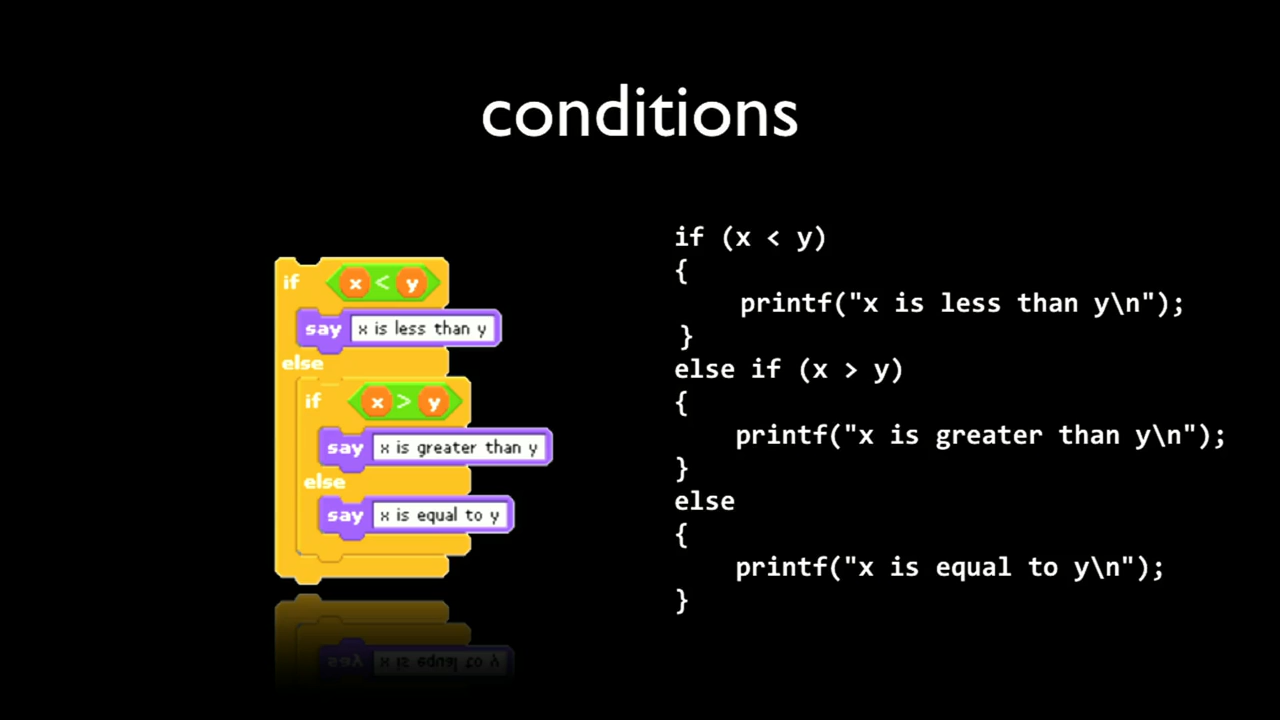 conditions
if x < y
say x is less than y
else
if x > y
say x is greater than y
else
say x is equal to y
if (x < y)
{
printf("x is less than y\n");
}
else if (x > y)
{
printf("x is greater than y\n");
}
else
{
printf("x is equal to y\n");
}